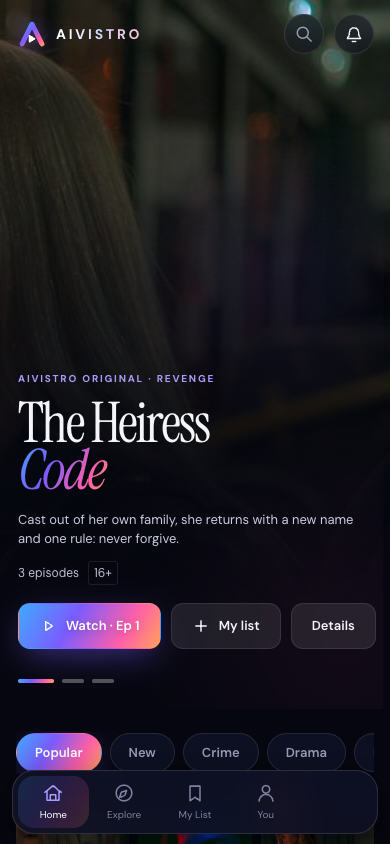 AIVISTRO
AIVISTRO ORIGINAL · REVENGE
The Heiress
Code
Cast out of her own family, she returns with a new name
and one rule: never forgive.
3 episodes 16+
Watch · Ep 1 My list Details
Popular New Crime Drama
Home Explore My List You